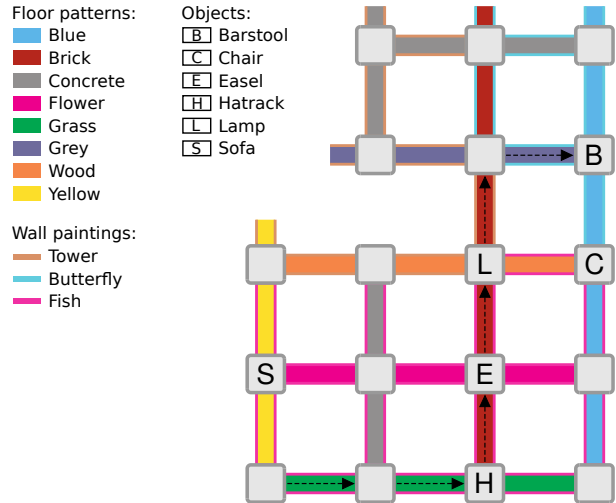 Floor patterns:
Blue
Brick
Concrete
Flower
Grass
Grey
Wood
Yellow
Wall paintings:
Tower
Butterfly
Fish
Objects:
B Barstool
C Chair
E Easel
H Hatrack
L Lamp
S Sofa
B
L C
S E
H